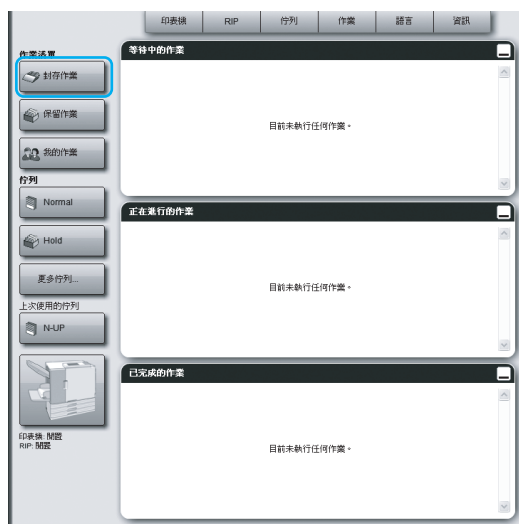 印表機 RIP 佇列 作業 語言 資訊
作業清單
封存作業
保留作業
我的作業
佇列
Normal
Hold
更多佇列...
上次使用的佇列
N-UP
印表機: 閒置
RIP: 閒置
等待中的作業
目前未執行任何作業。
正在進行的作業
目前未執行任何作業。
已完成的作業
目前未執行任何作業。